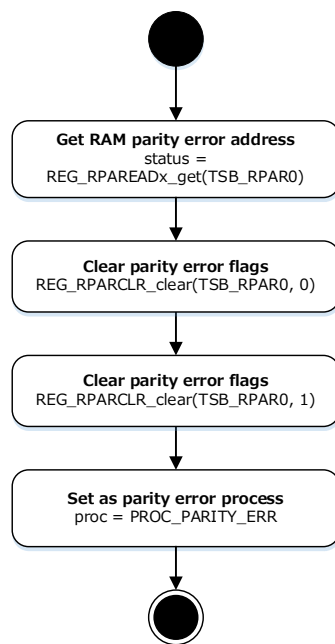 Get RAM parity error address
status =
REG_RPAREADx_get(TSB_RPAR0)
Clear parity error flags
REG_RPARCLR_clear(TSB_RPAR0, 0)
Clear parity error flags
REG_RPARCLR_clear(TSB_RPAR0, 1)
Set as parity error process
proc = PROC_PARITY_ERR